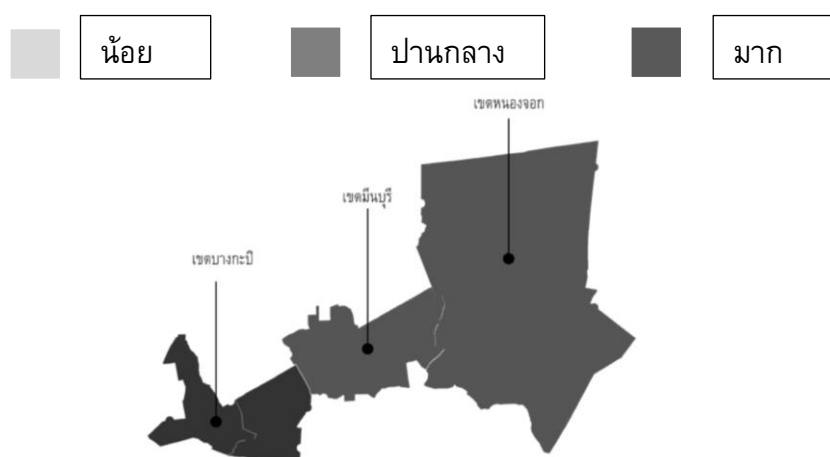 น้อย ปานกลาง มาก
เขตหนองจอก
เขตมีนบุรี
เขตบางกะปิ